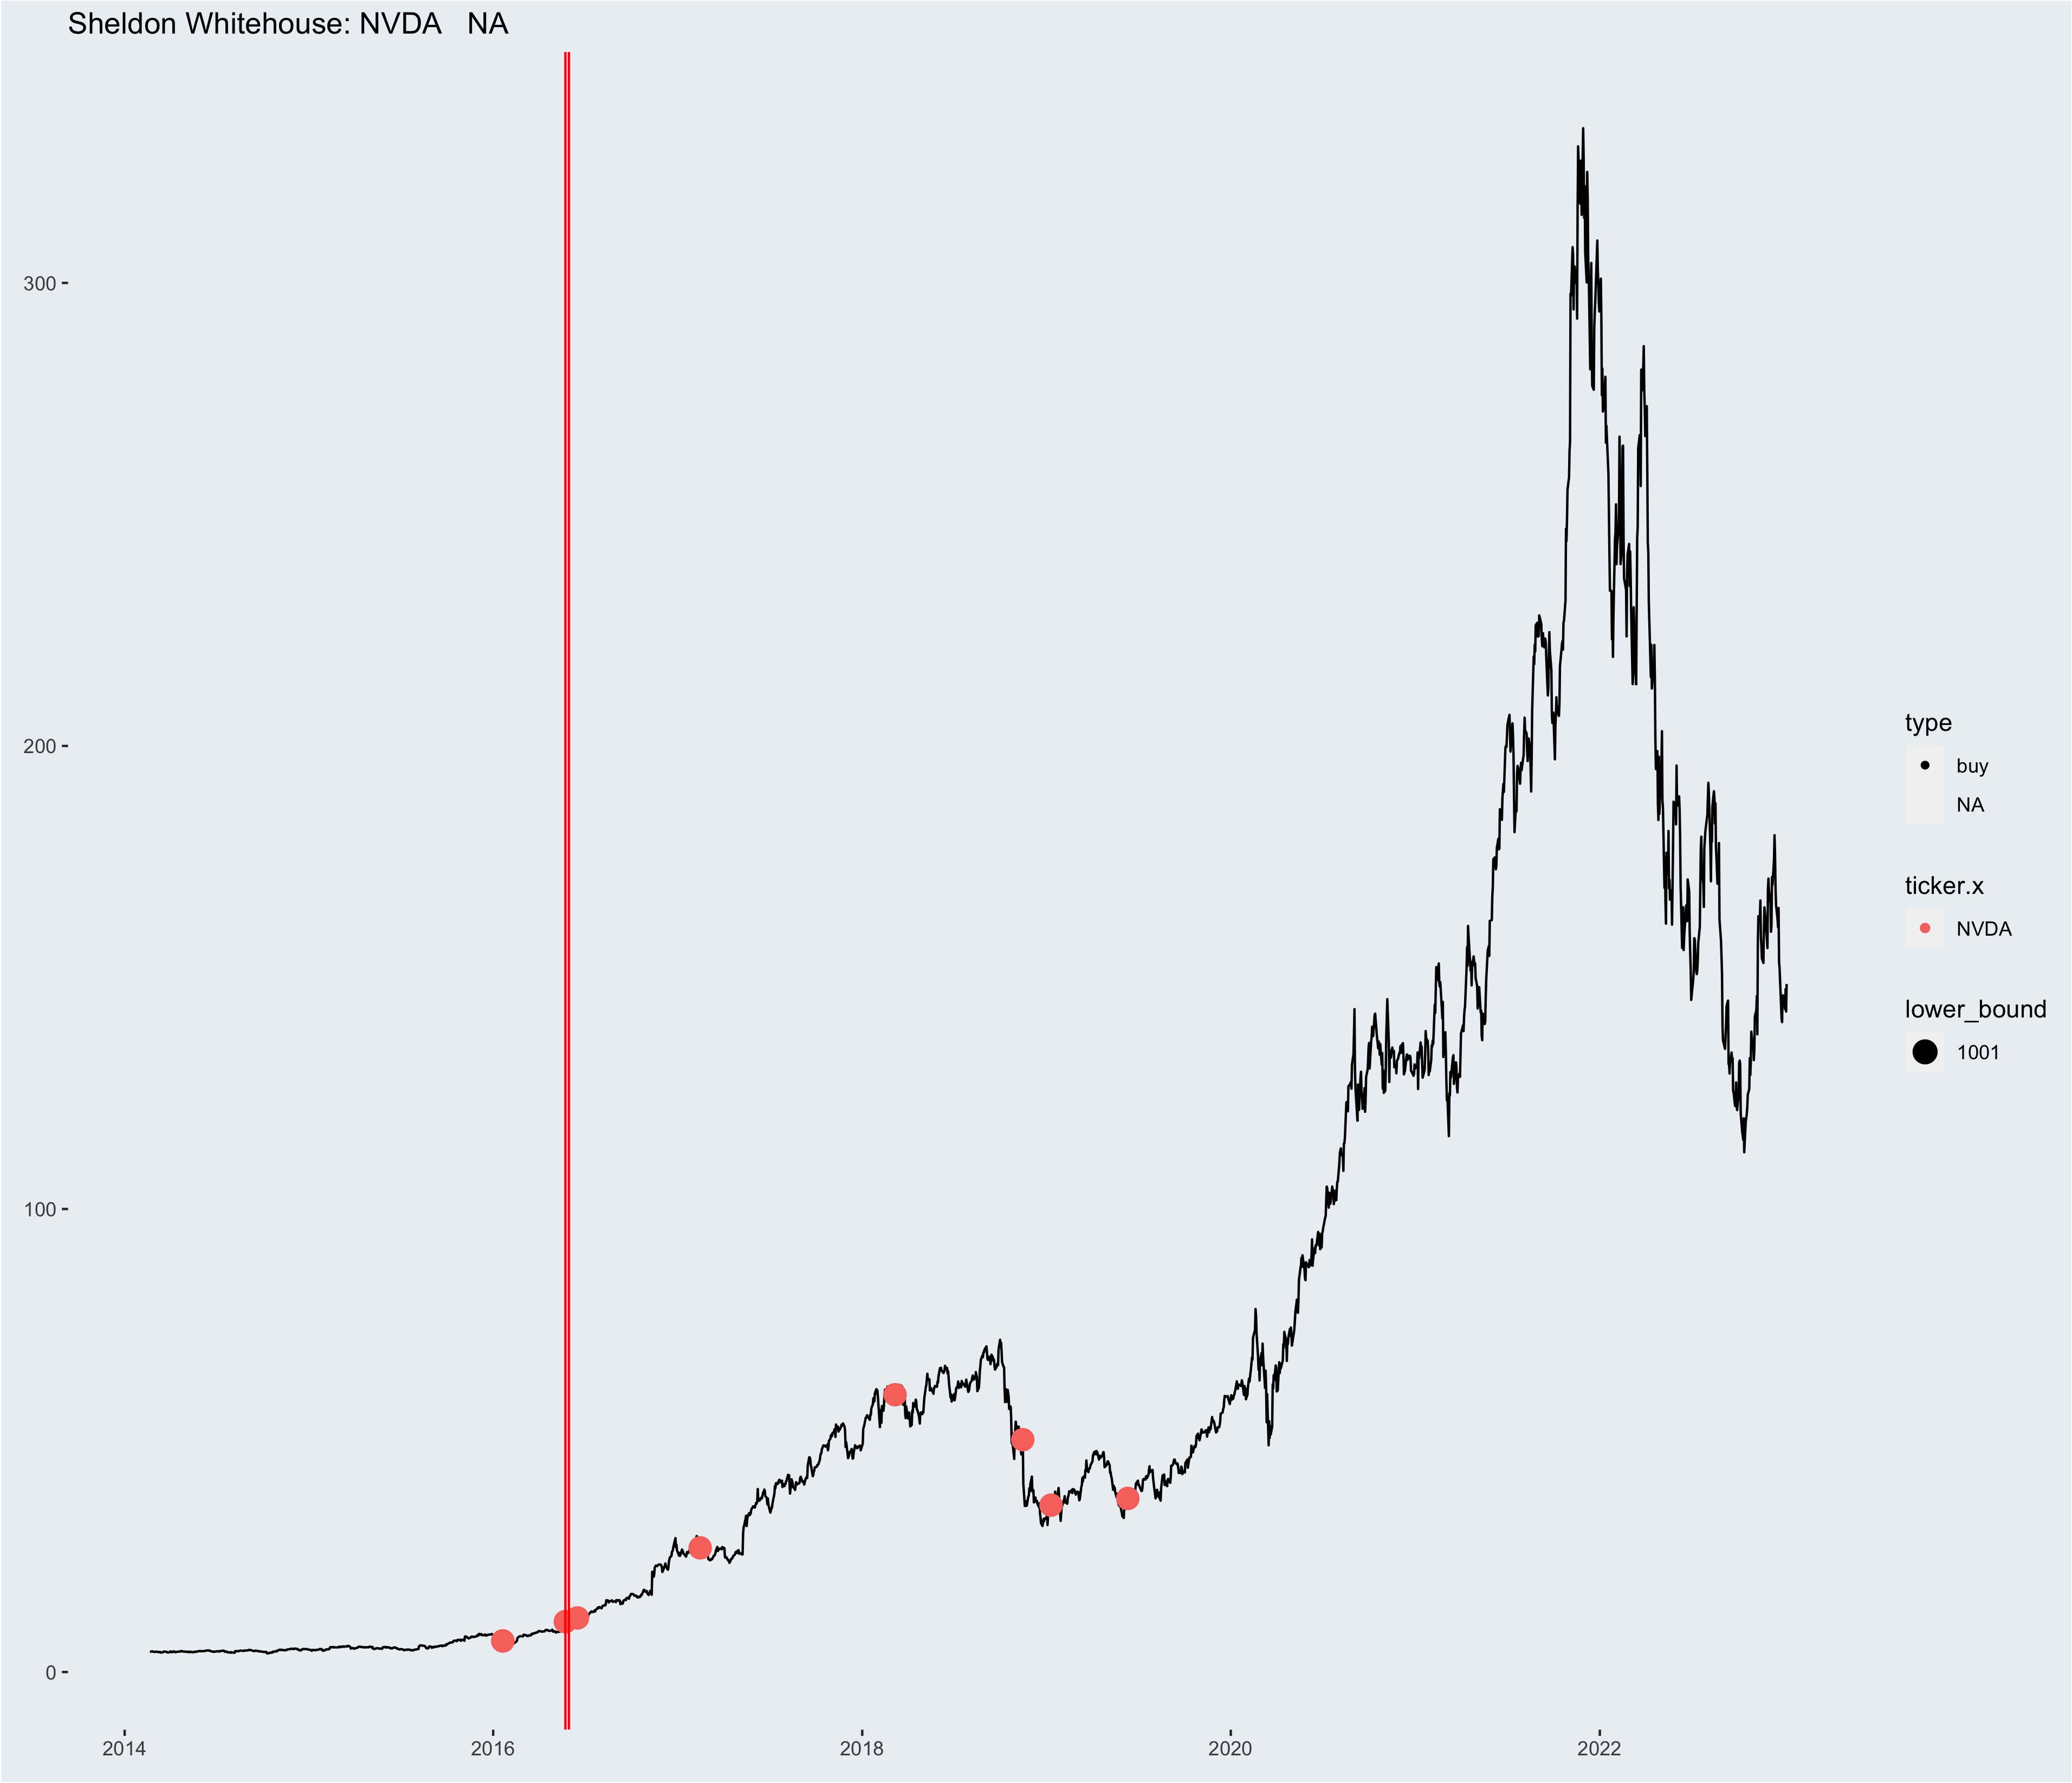 Sheldon Whitehouse: NVDA   NA
300
200
100
0
2014
2016
2018
2020
2022
type
buy
NA
ticker.x
NVDA
lower_bound
1001